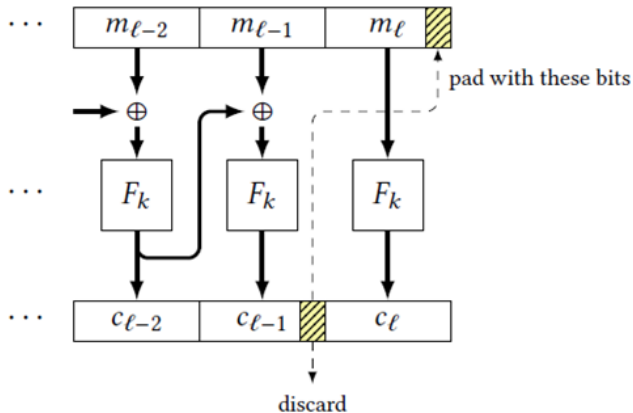 ··· m_{ℓ−2} m_{ℓ−1} m_ℓ
pad with these bits
⊕ ⊕
··· F_k F_k F_k
··· c_{ℓ−2} c_{ℓ−1} c_ℓ
discard